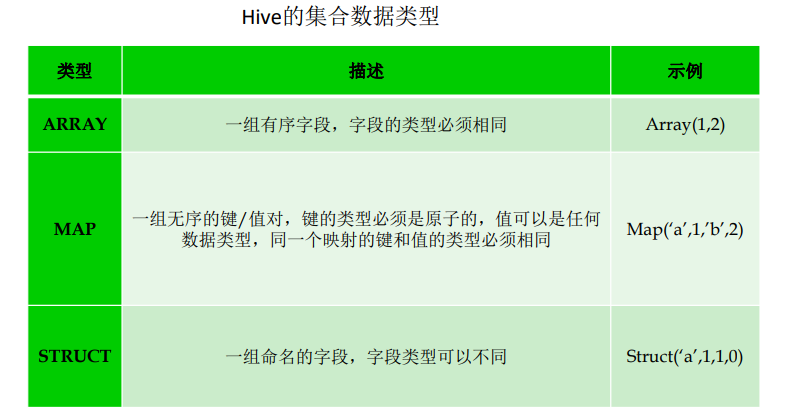 Hive的集合数据类型
类型 描述 示例
ARRAY 一组有序字段，字段的类型必须相同 Array(1,2)
MAP 一组无序的键/值对，键的类型必须是原子的，值可以是任何
数据类型，同一个映射的键和值的类型必须相同 Map(‘a’,1,’b’,2)
STRUCT 一组命名的字段，字段类型可以不同 Struct(‘a’,1,1,0)